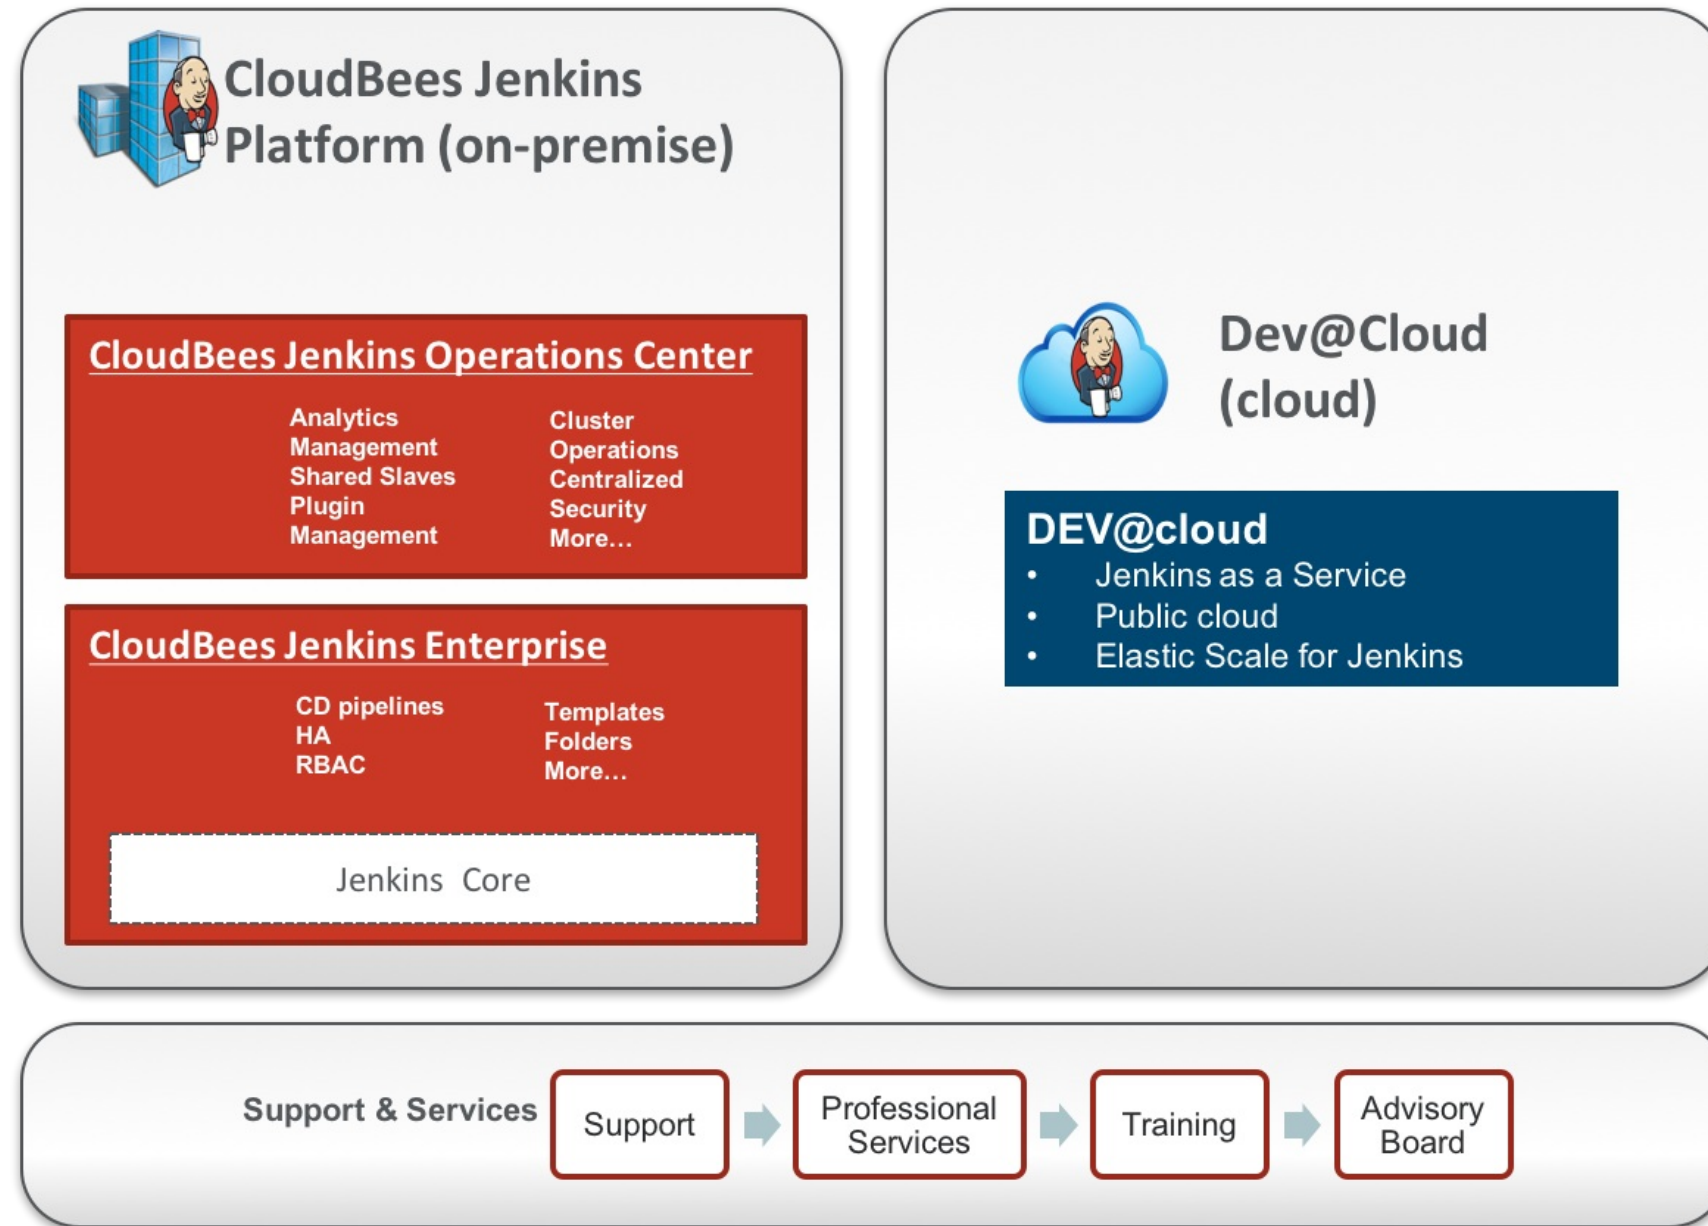 CloudBees Jenkins
Platform (on-premise)
CloudBees Jenkins Operations Center
Analytics
Management
Shared Slaves
Plugin
Management
Cluster
Operations
Centralized
Security
More…
CloudBees Jenkins Enterprise
CD pipelines
HA
RBAC
Templates
Folders
More…
Jenkins Core
Dev@Cloud
(cloud)
DEV@cloud
• Jenkins as a Service
• Public cloud
• Elastic Scale for Jenkins
Support & Services
Support
Professional
Services
Training
Advisory
Board